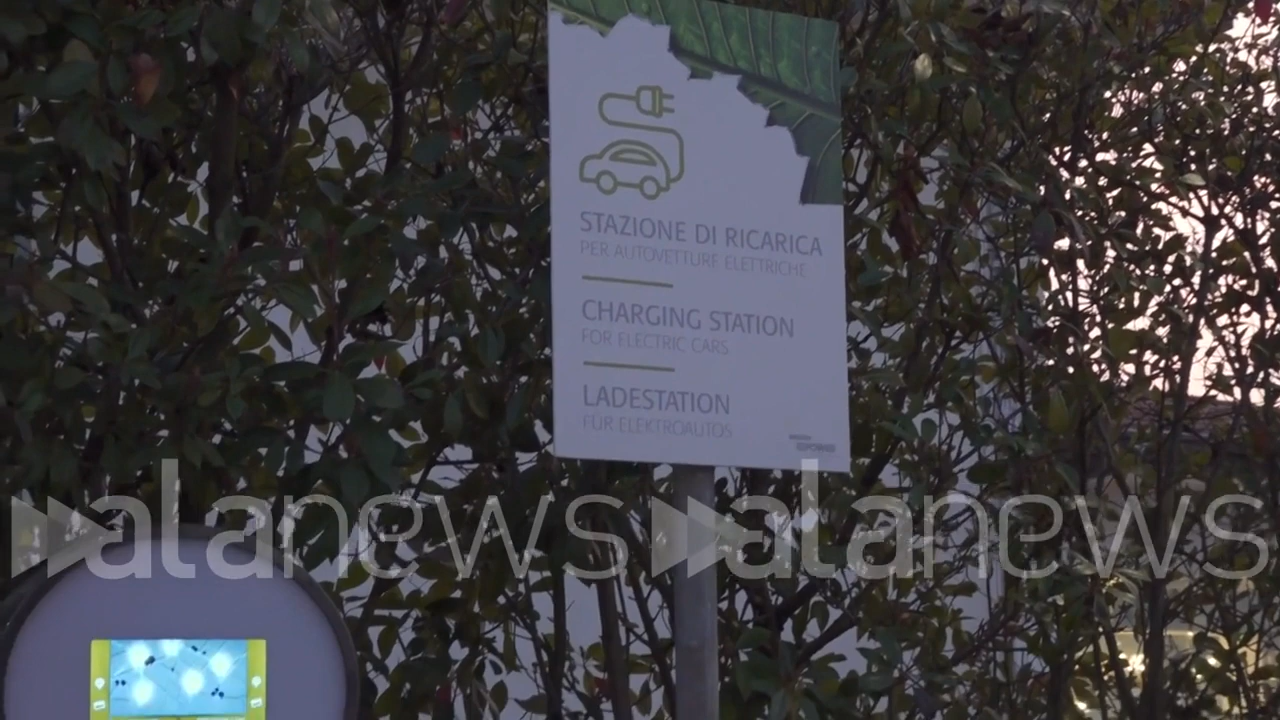 STAZIONE DI RICARICA
PER AUTOVETTURE ELETTRICHE
CHARGING STATION
FOR ELECTRIC CARS
LADESTATION
FÜR ELEKTROAUTOS
alanews alanews